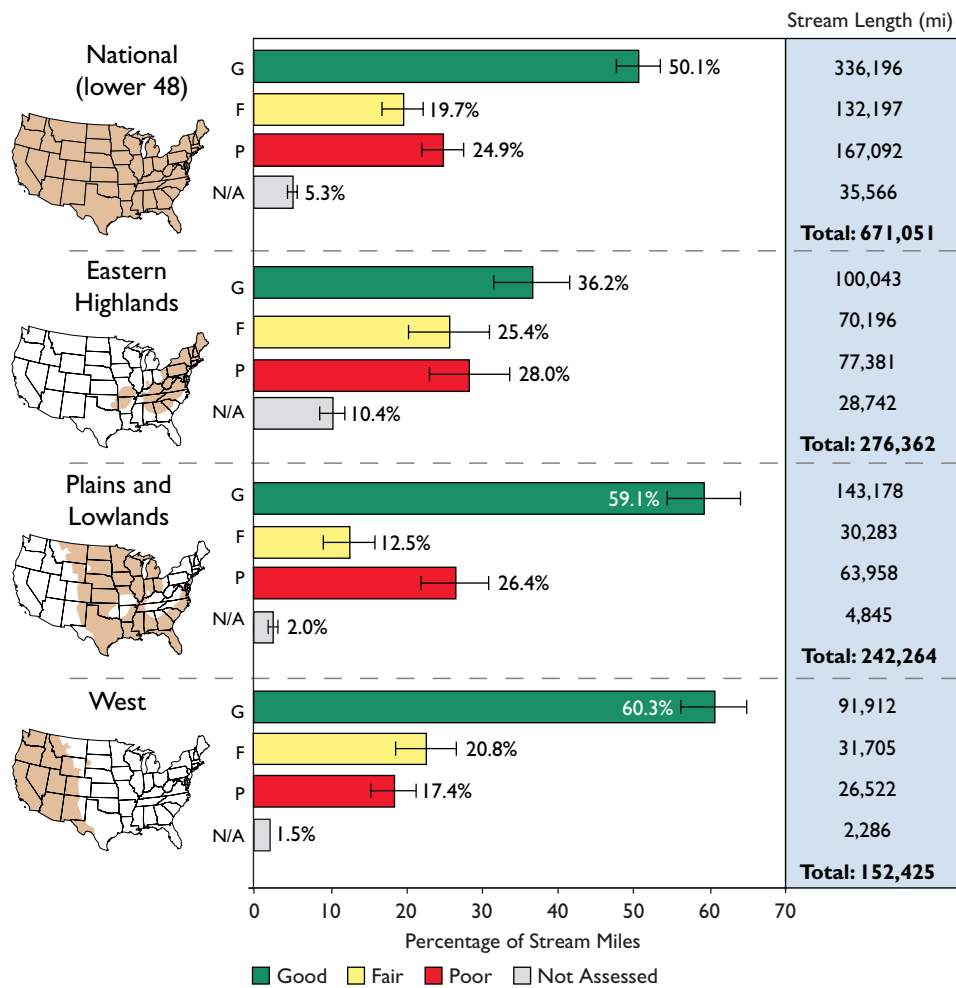 Stream Length (mi)
National
(lower 48)
G 50.1% 336,196
F 19.7% 132,197
P 24.9% 167,092
N/A 5.3% 35,566
Total: 671,051
Eastern
Highlands
G 36.2% 100,043
F 25.4% 70,196
P 28.0% 77,381
N/A 10.4% 28,742
Total: 276,362
Plains and
Lowlands
G 59.1% 143,178
F 12.5% 30,283
P 26.4% 63,958
N/A 2.0% 4,845
Total: 242,264
West
G 60.3% 91,912
F 20.8% 31,705
P 17.4% 26,522
N/A 1.5% 2,286
Total: 152,425
0 10 20 30 40 50 60 70
Percentage of Stream Miles
Good Fair Poor Not Assessed